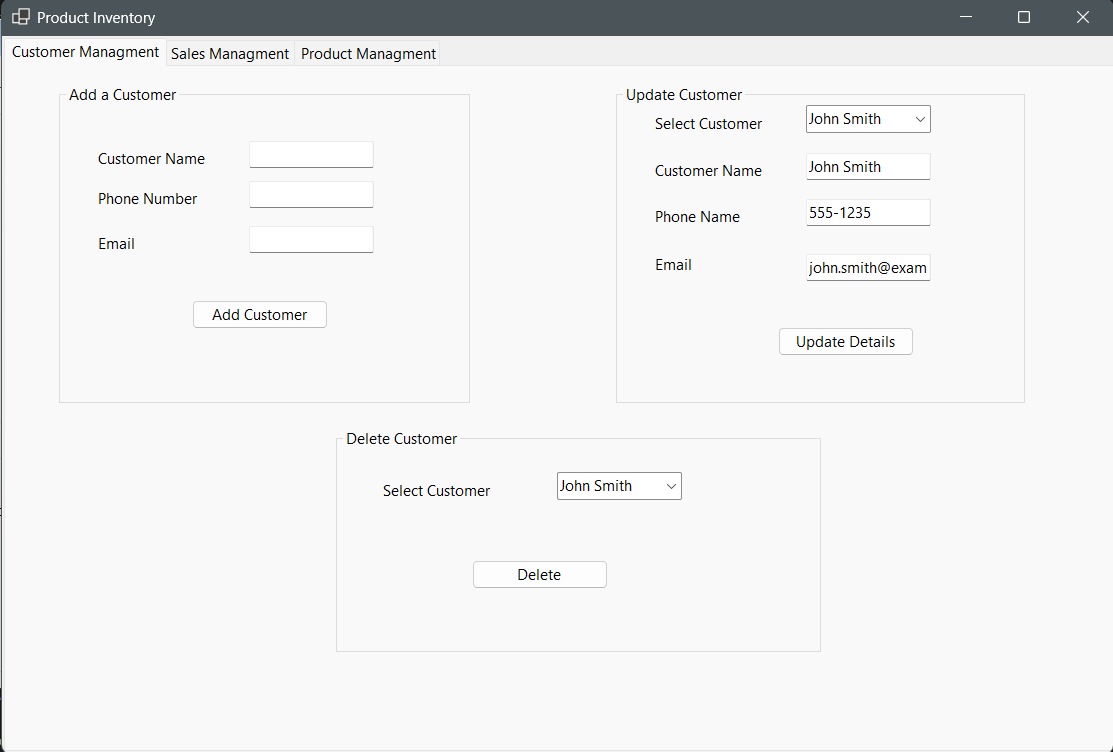 Product Inventory
Customer Managment
Sales Managment
Product Managment
Add a Customer
Customer Name
Phone Number
Email
Add Customer
Update Customer
Select Customer
John Smith
Customer Name
John Smith
Phone Name
555-1235
Email
john.smith@exam
Update Details
Delete Customer
Select Customer
John Smith
Delete